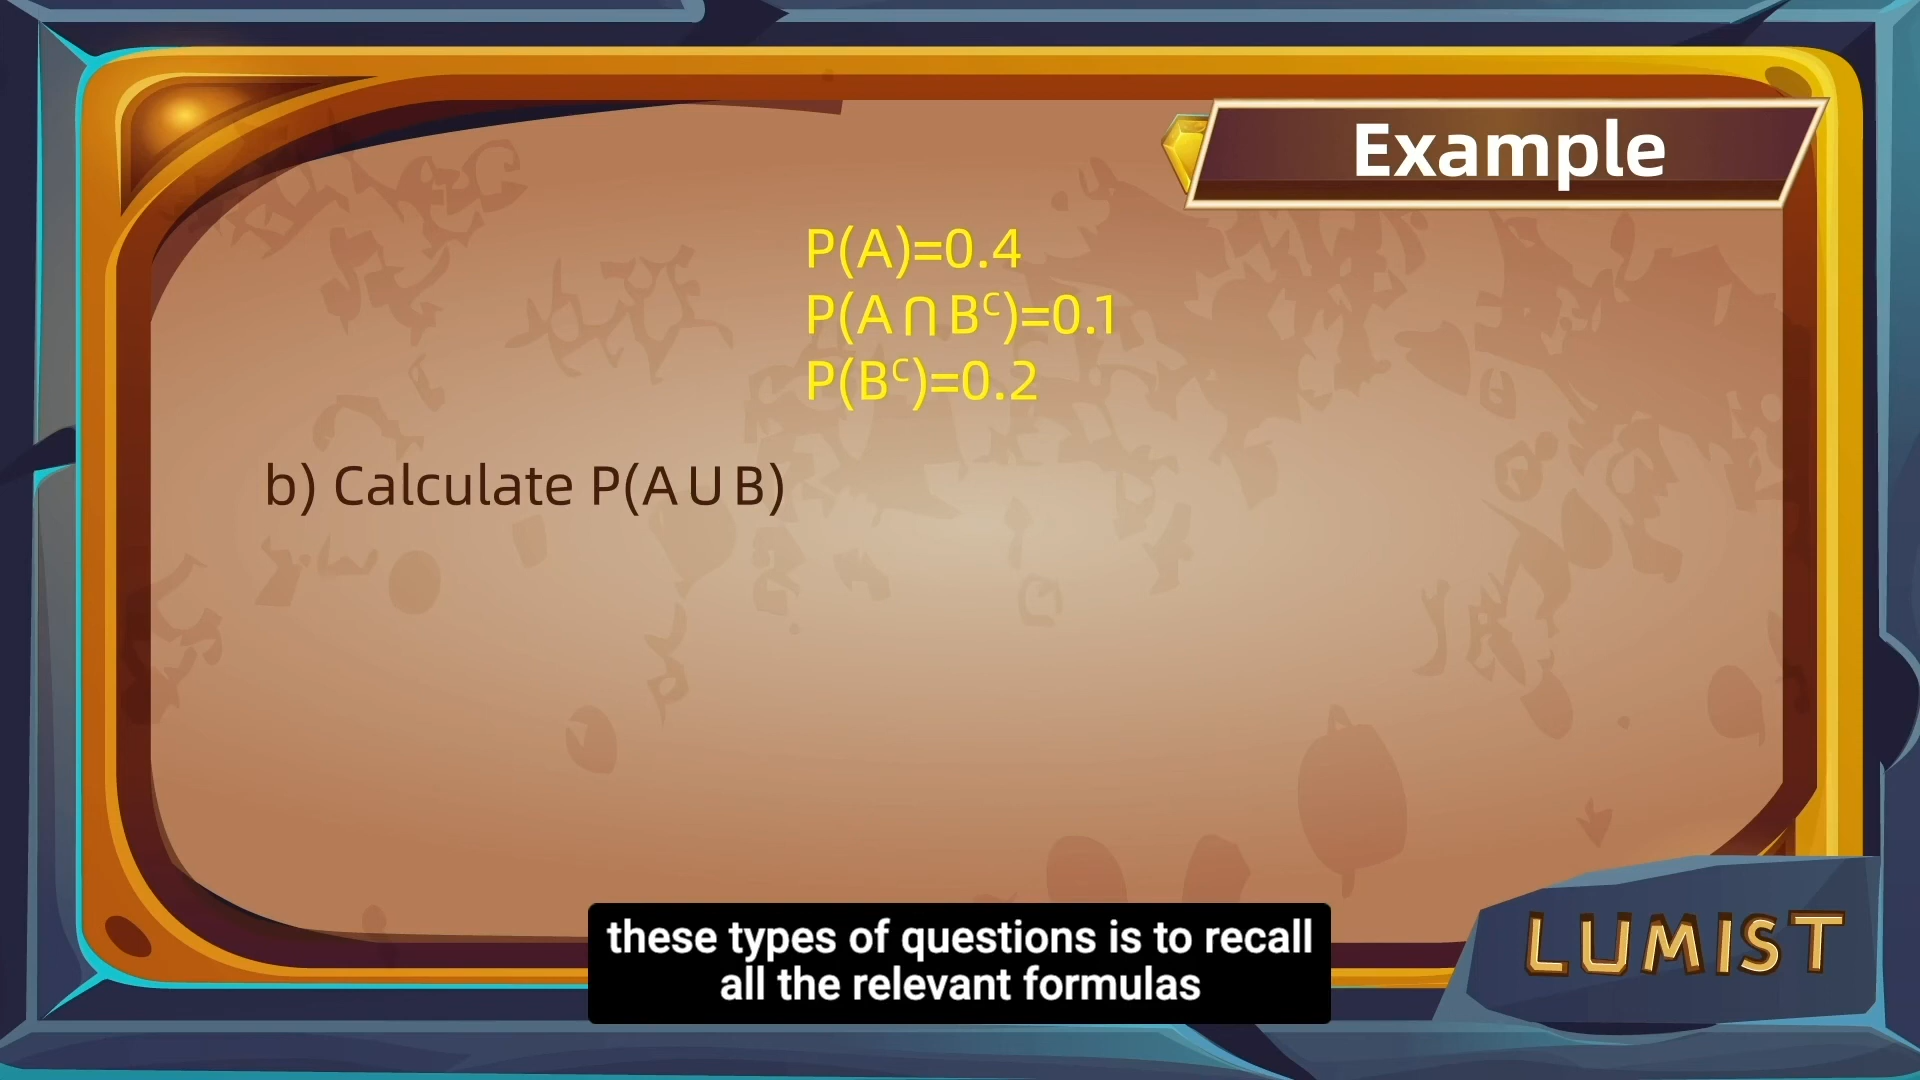 Example
P(A)=0.4
P(A∩Bᶜ)=0.1
P(Bᶜ)=0.2
b) Calculate P(A∪B)
these types of questions is to recall
all the relevant formulas
LUMIST